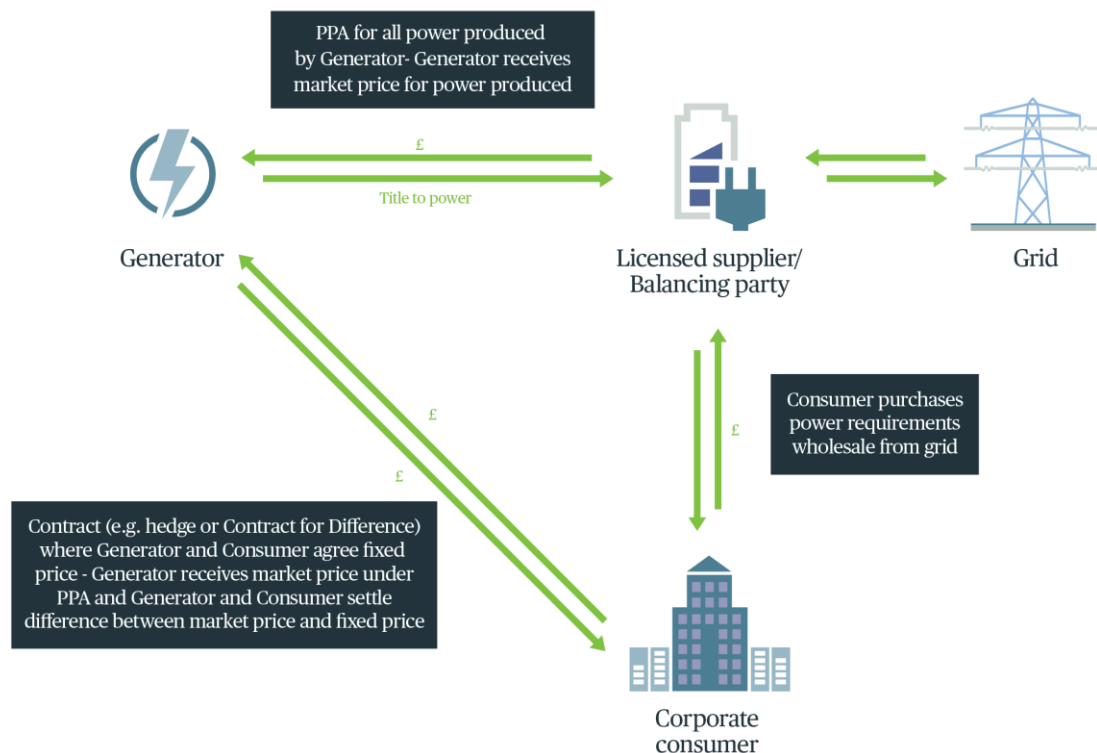 PPA for all power produced
by Generator- Generator receives
market price for power produced
£
Title to power
Generator
Licensed supplier/
Balancing party
Grid
£
£
£
Consumer purchases
power requirements
wholesale from grid
Contract (e.g. hedge or Contract for Difference)
where Generator and Consumer agree fixed
price - Generator receives market price under
PPA and Generator and Consumer settle
difference between market price and fixed price
Corporate
consumer